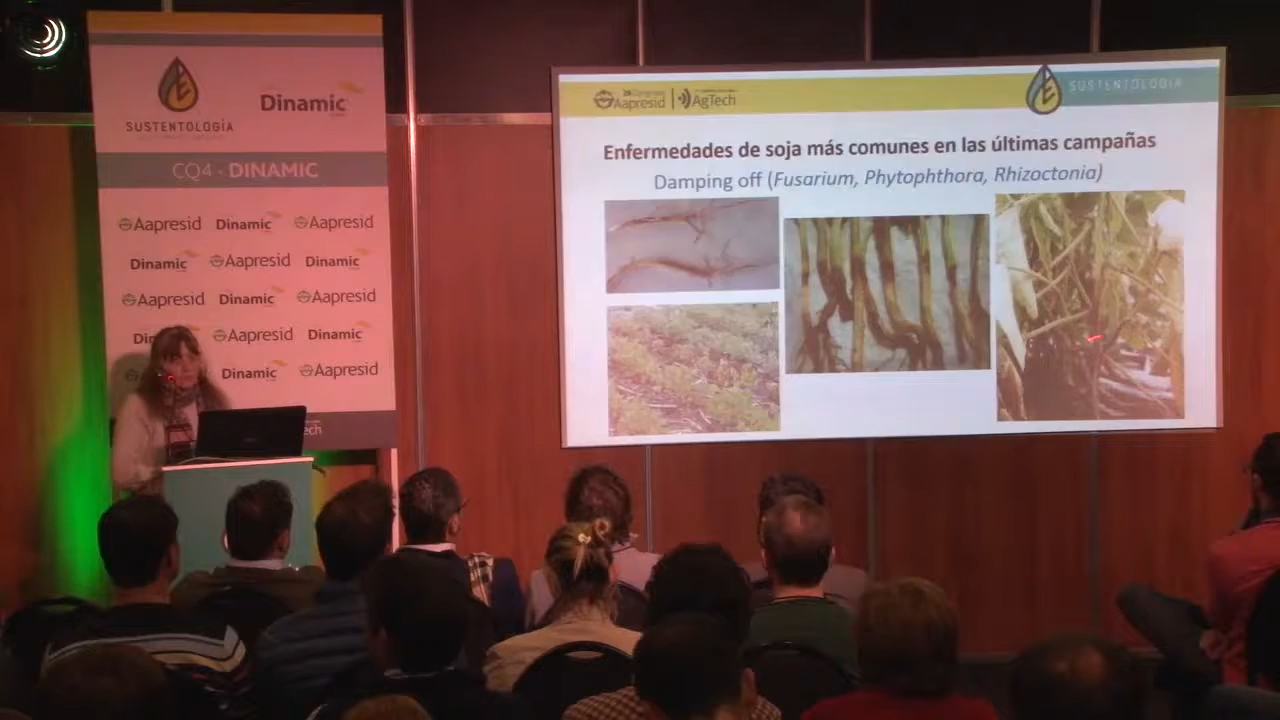 SUSTENTOLOGÍA
Dinamic
CQ4 - DINAMIC
Aapresid Dinamic Aapresid
Dinamic Aapresid Dinamic
Aapresid Dinamic Aapresid
Aapresid Dinamic
Dinamic Aapresid
Aapresid AgTech
SUSTENTOLOGÍA
Enfermedades de soja más comunes en las últimas campañas
Damping off (Fusarium, Phytophthora, Rhizoctonia)